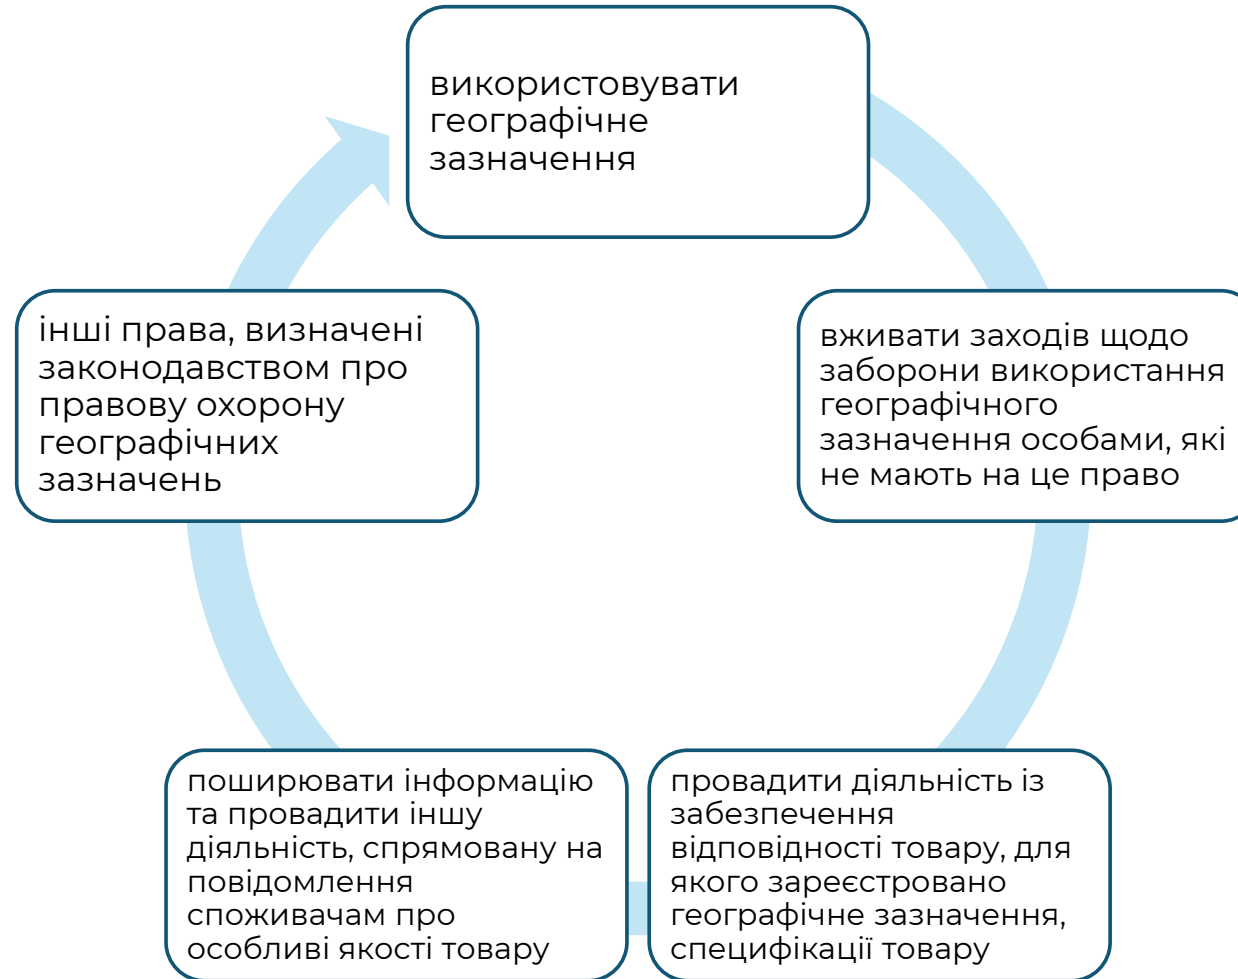 використовувати
географічне
зазначення
вживати заходів щодо
заборони використання
географічного
зазначення особами, які
не мають на це право
провадити діяльність із
забезпечення
відповідності товару, для
якого зареєстровано
географічне зазначення,
специфікації товару
поширювати інформацію
та провадити іншу
діяльність, спрямовану на
повідомлення
споживачам про
особливі якості товару
інші права, визначені
законодавством про
правову охорону
географічних
зазначень